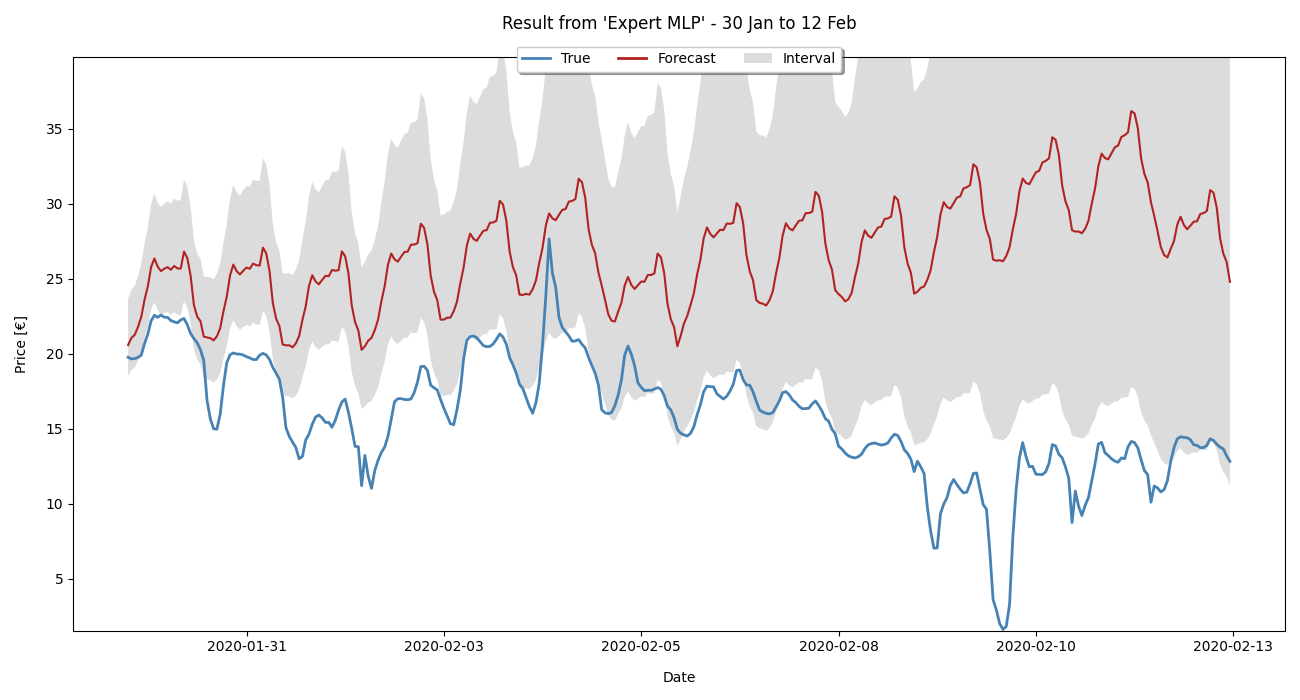 Result from 'Expert MLP' - 30 Jan to 12 Feb
True Forecast Interval
Price [€]
35
30
25
20
15
10
5
2020-01-31 2020-02-03 2020-02-05 2020-02-08 2020-02-10 2020-02-13
Date